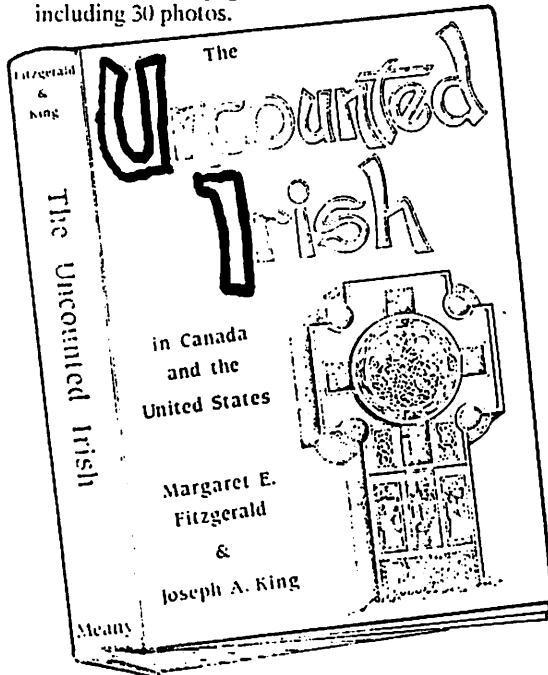 including 30 photos.
Fitzgerald
&
King
The Uncounted Irish
Meany
The
Uncounted
Irish
in Canada
and the
United States
Margaret E.
Fitzgerald
&
Joseph A. King